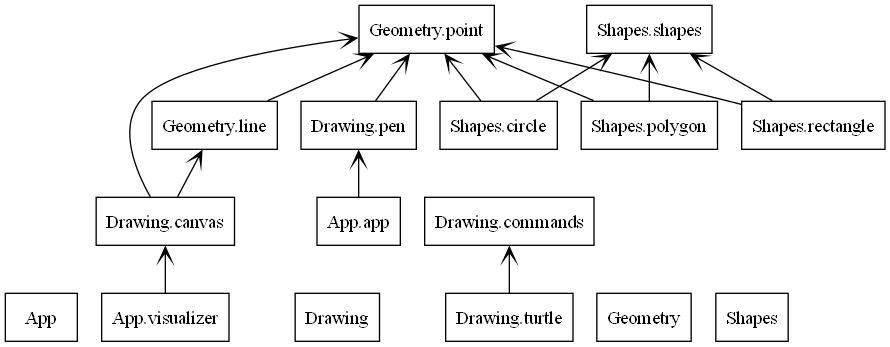 Geometry.point
Shapes.shapes
Geometry.line
Drawing.pen
Shapes.circle
Shapes.polygon
Shapes.rectangle
Drawing.canvas
App.app
Drawing.commands
App
App.visualizer
Drawing
Drawing.turtle
Geometry
Shapes